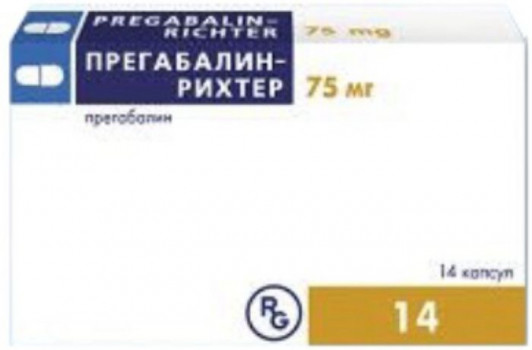 PREGABALIN-
RICHTER 75 mg
ПРЕГАБАЛИН-
РИХТЕР 75 мг
прегабалин
14 капсул
RG 14